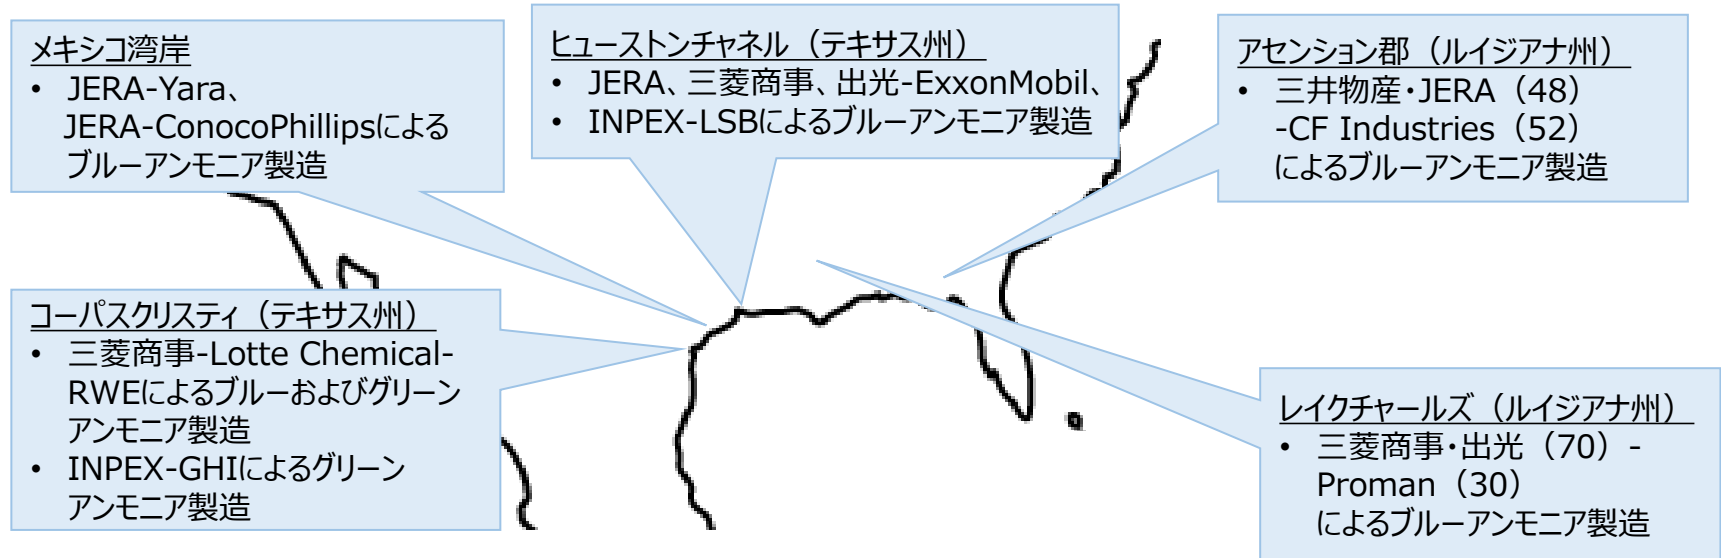 メキシコ湾岸
• JERA-Yara、
JERA-ConocoPhillipsによる
ブルーアンモニア製造
ヒューストンチャネル（テキサス州）
• JERA、三菱商事、出光-ExxonMobil、
• INPEX-LSBによるブルーアンモニア製造
アセンション郡（ルイジアナ州）
• 三井物産・JERA（48）
-CF Industries（52）
によるブルーアンモニア製造
コーパスクリスティ（テキサス州）
• 三菱商事-Lotte Chemical-
RWEによるブルーおよびグリーン
アンモニア製造
• INPEX-GHIによるグリーン
アンモニア製造
レイクチャールズ（ルイジアナ州）
• 三菱商事・出光（70）-
Proman（30）
によるブルーアンモニア製造